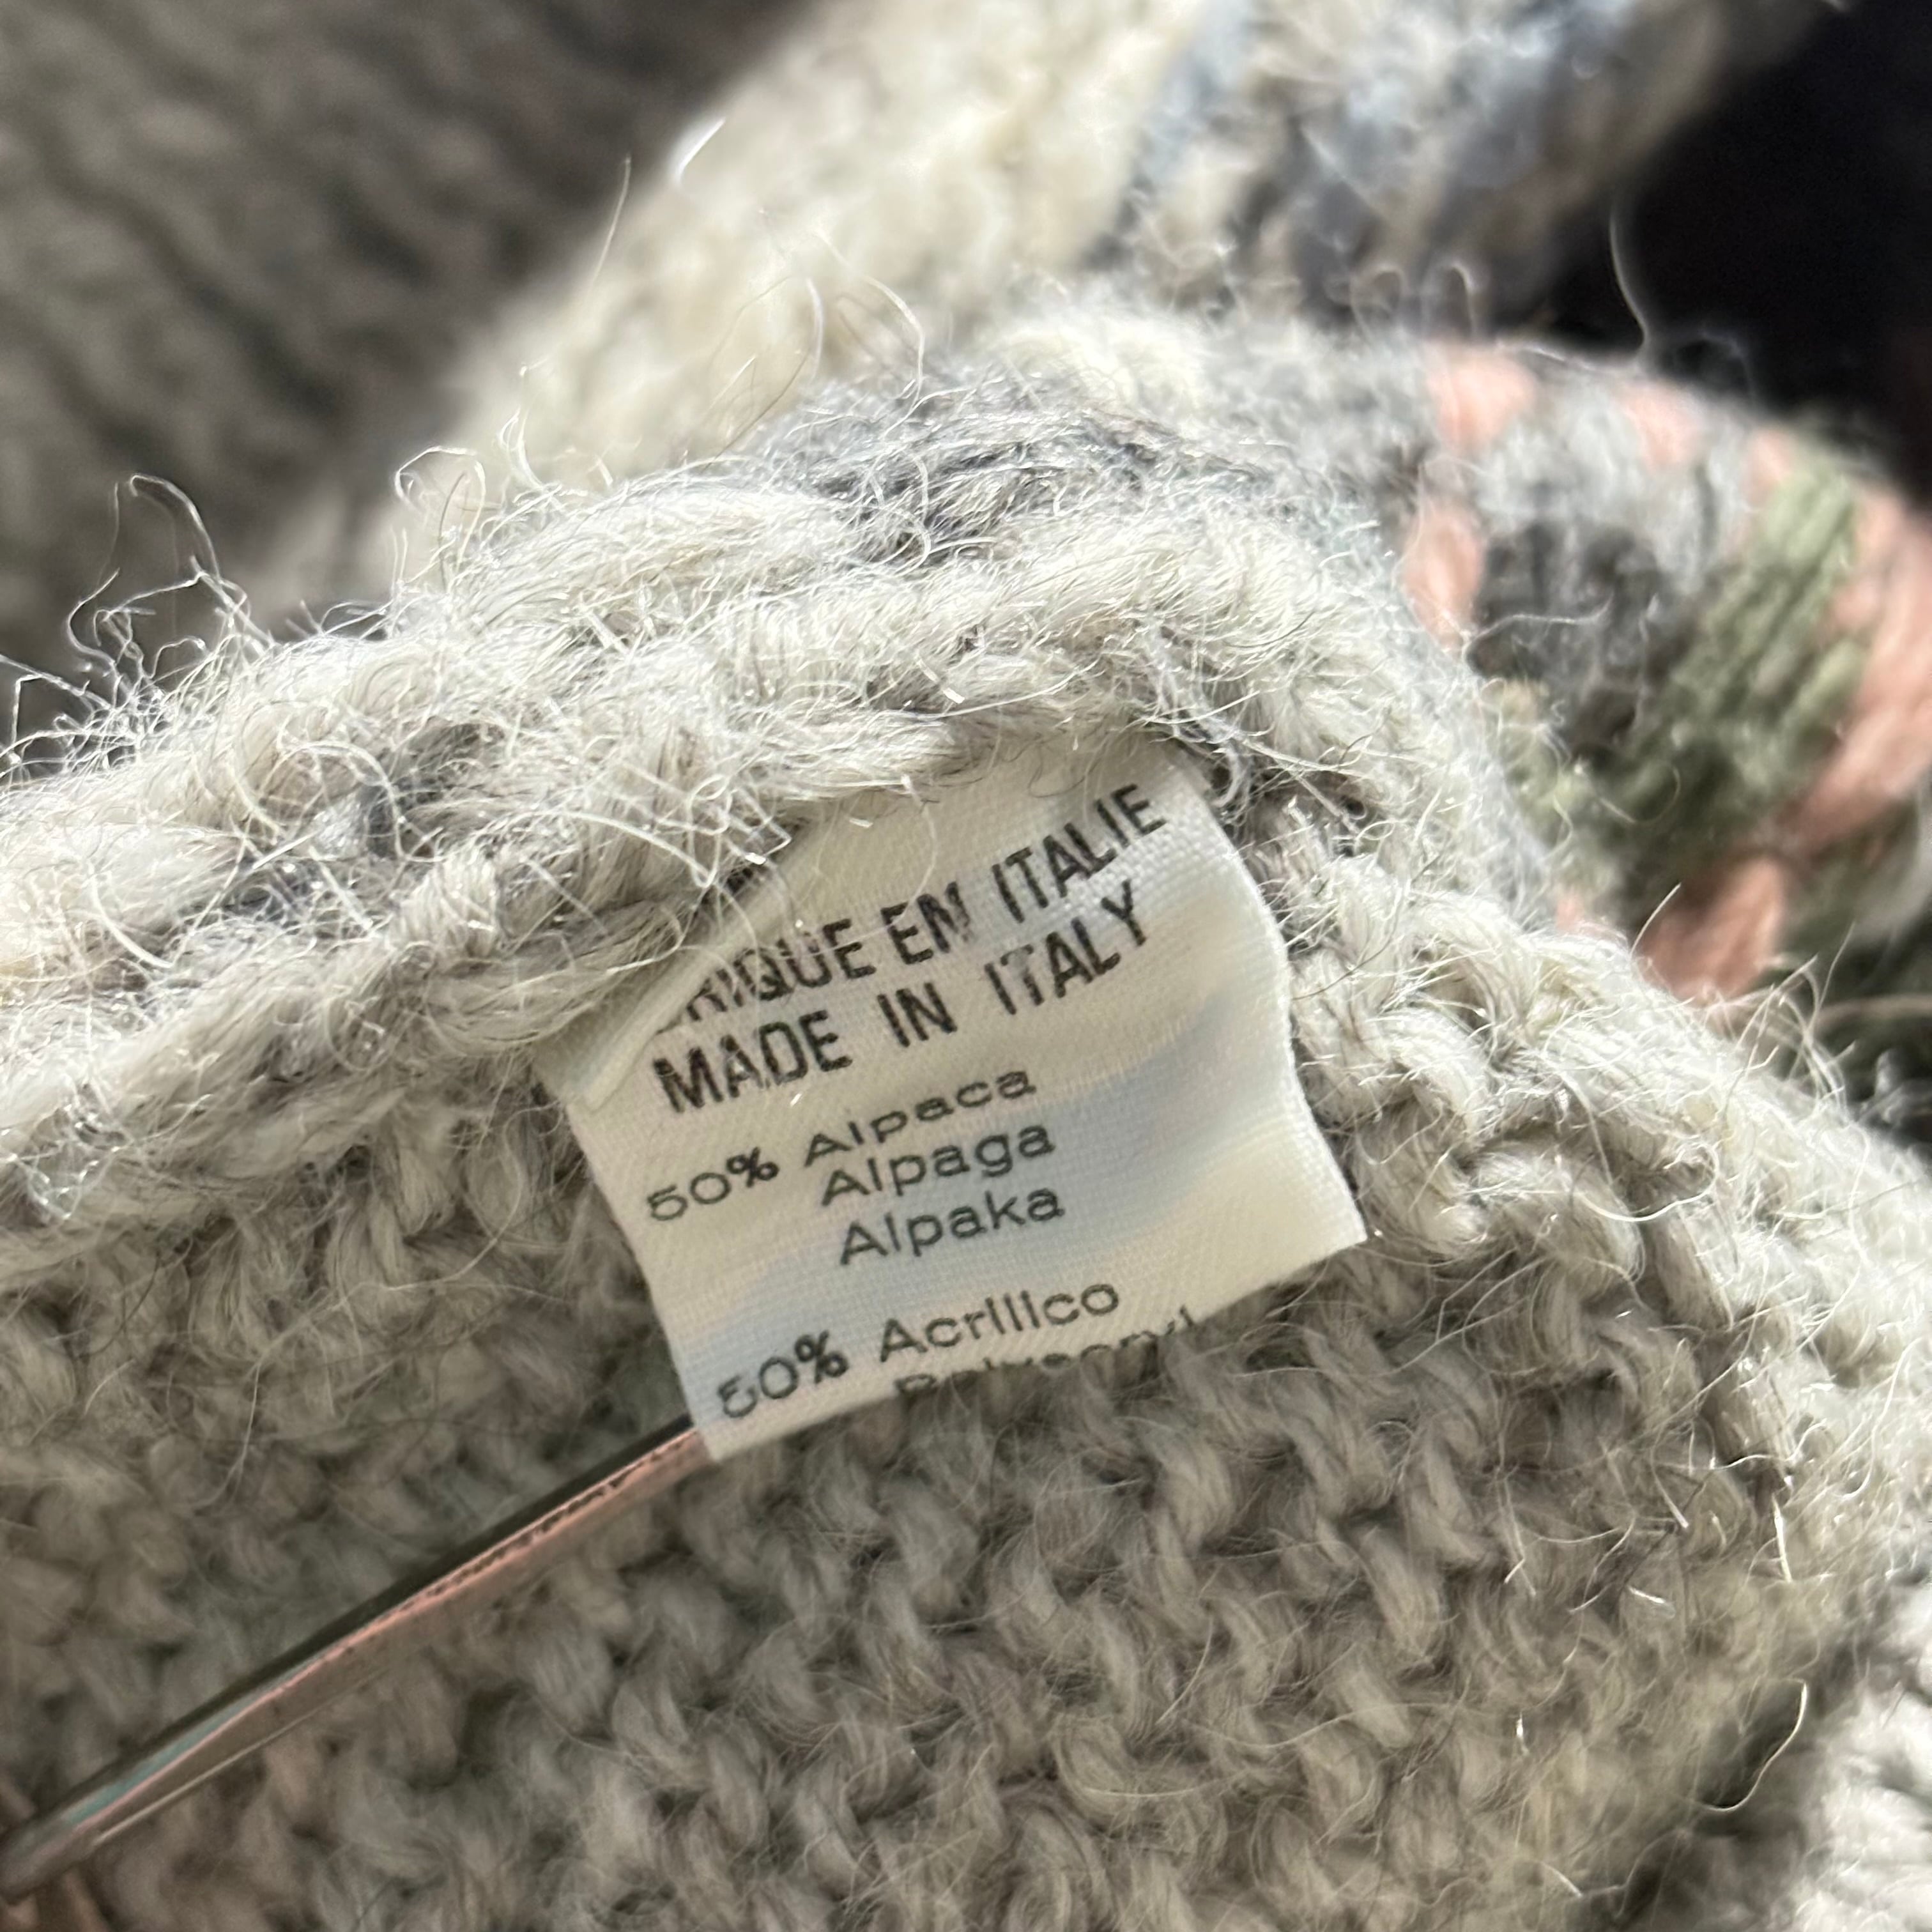 RIQUE EN ITALIE
MADE IN ITALY
50% Alpaca
Alpaga
Alpaka
50% Acrilico